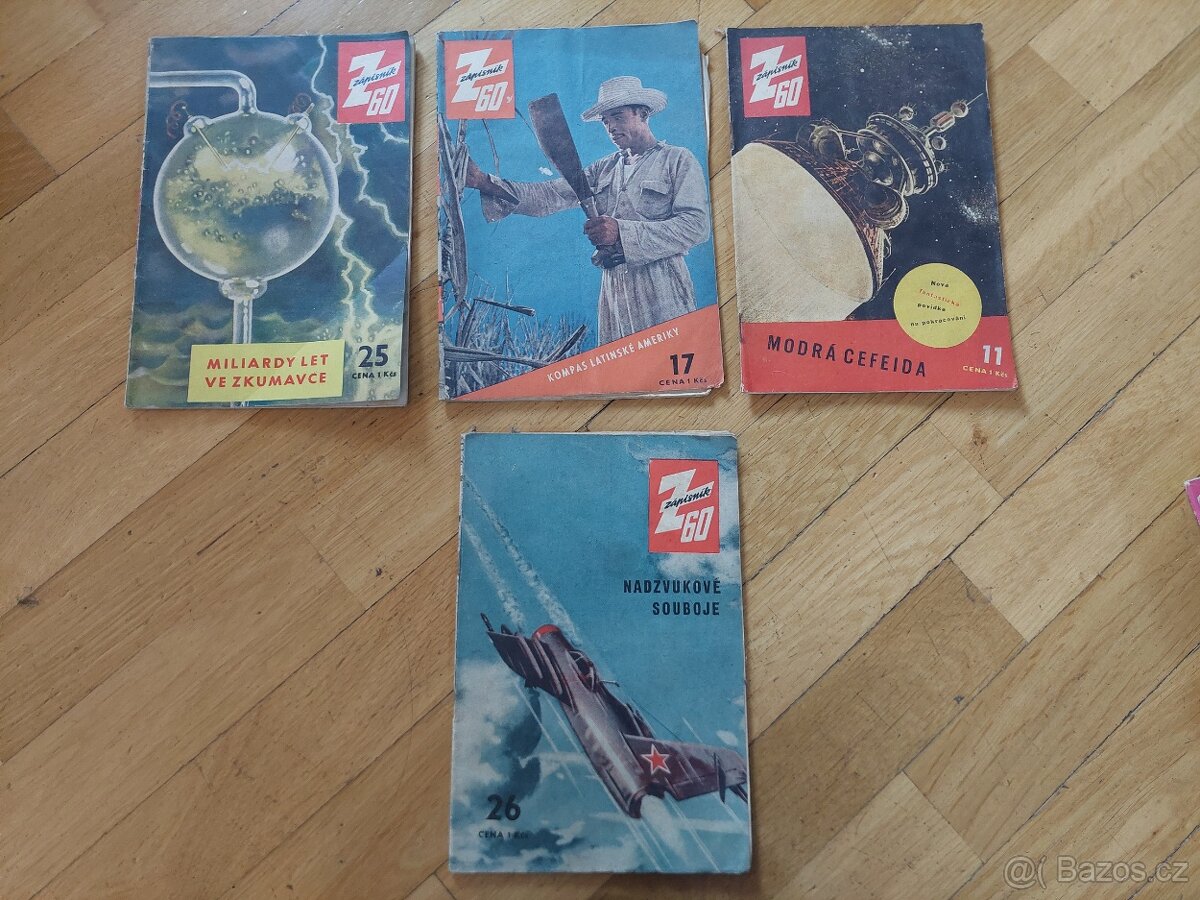 Z
zápisník
60
MILIARDY LET
VE ZKUMAVCE
25
CENA 1 Kčs
Z
zápisník
60
KOMPAS LATINSKÉ AMERIKY
17
CENA 1 Kčs
Z
zápisník
60
Nová
fantastická
povídka
na pokračování
MODRÁ CEFEIDA
11
CENA 1 Kčs
Z
zápisník
60
NADZVUKOVÉ
SOUBOJE
26
CENA 1 Kčs
Bazos.cz